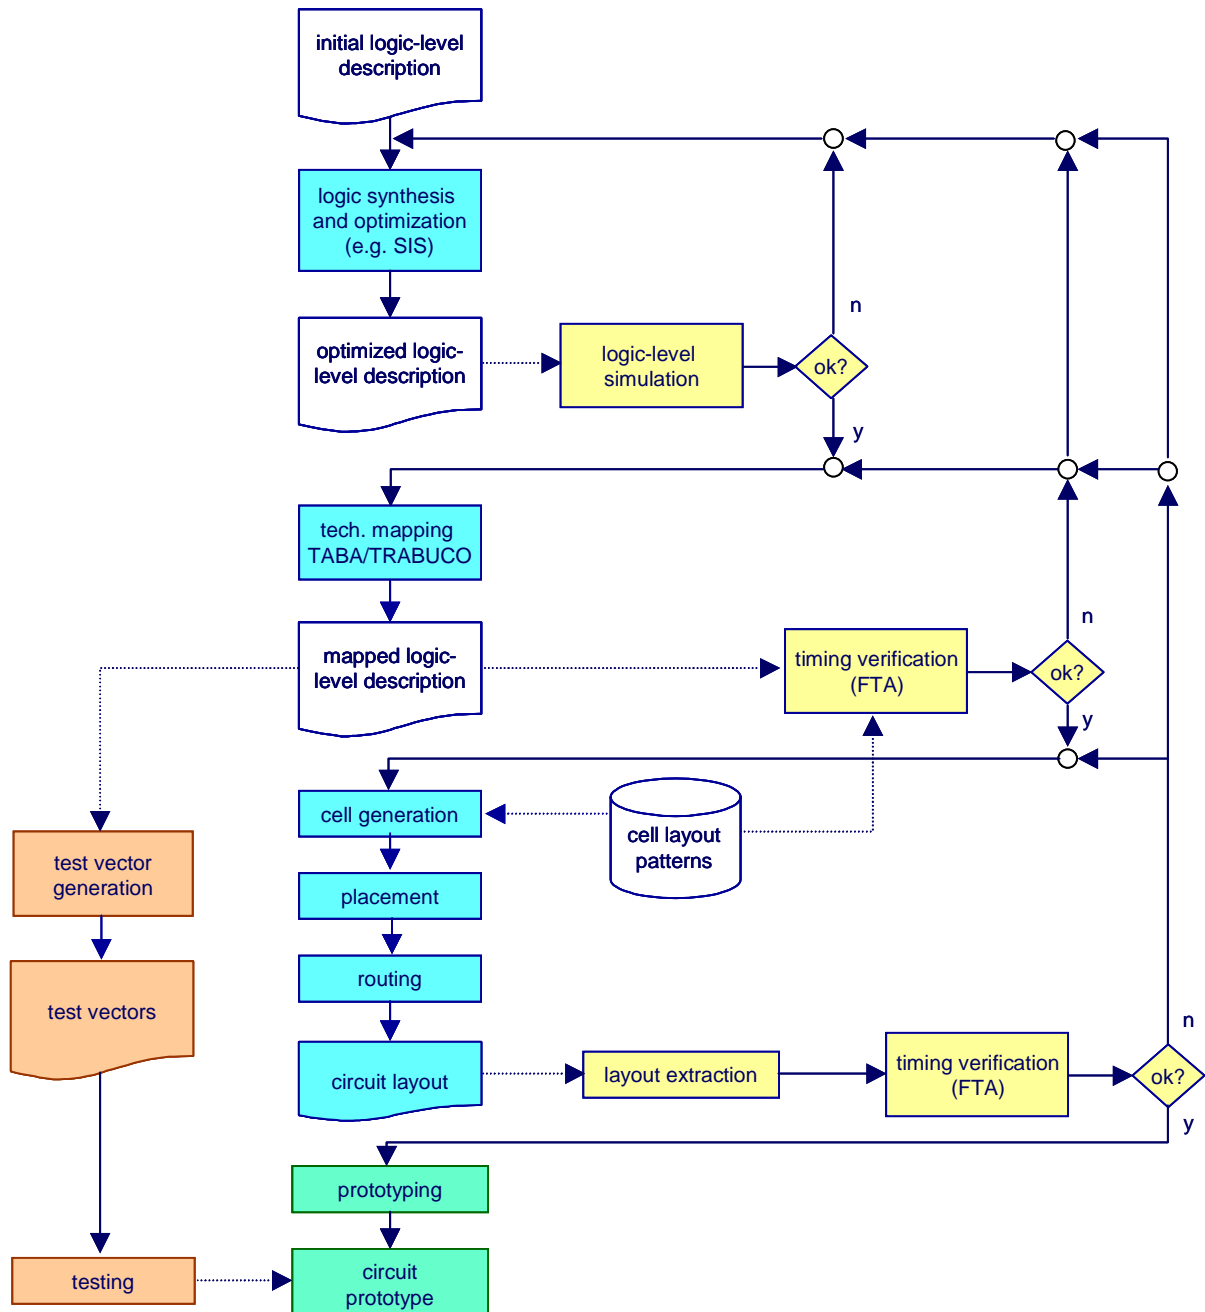 initial logic-level
description
logic synthesis
and optimization
(e.g. SIS)
n
optimized logic-
level description
logic-level
simulation
ok?
y
tech. mapping
TABA/TRABUCO
n
mapped logic-
level description
timing verification
(FTA)
ok?
y
cell generation
cell layout
patterns
test vector
generation
placement
routing
test vectors
n
circuit layout
layout extraction
timing verification
(FTA)
ok?
y
prototyping
testing
circuit
prototype